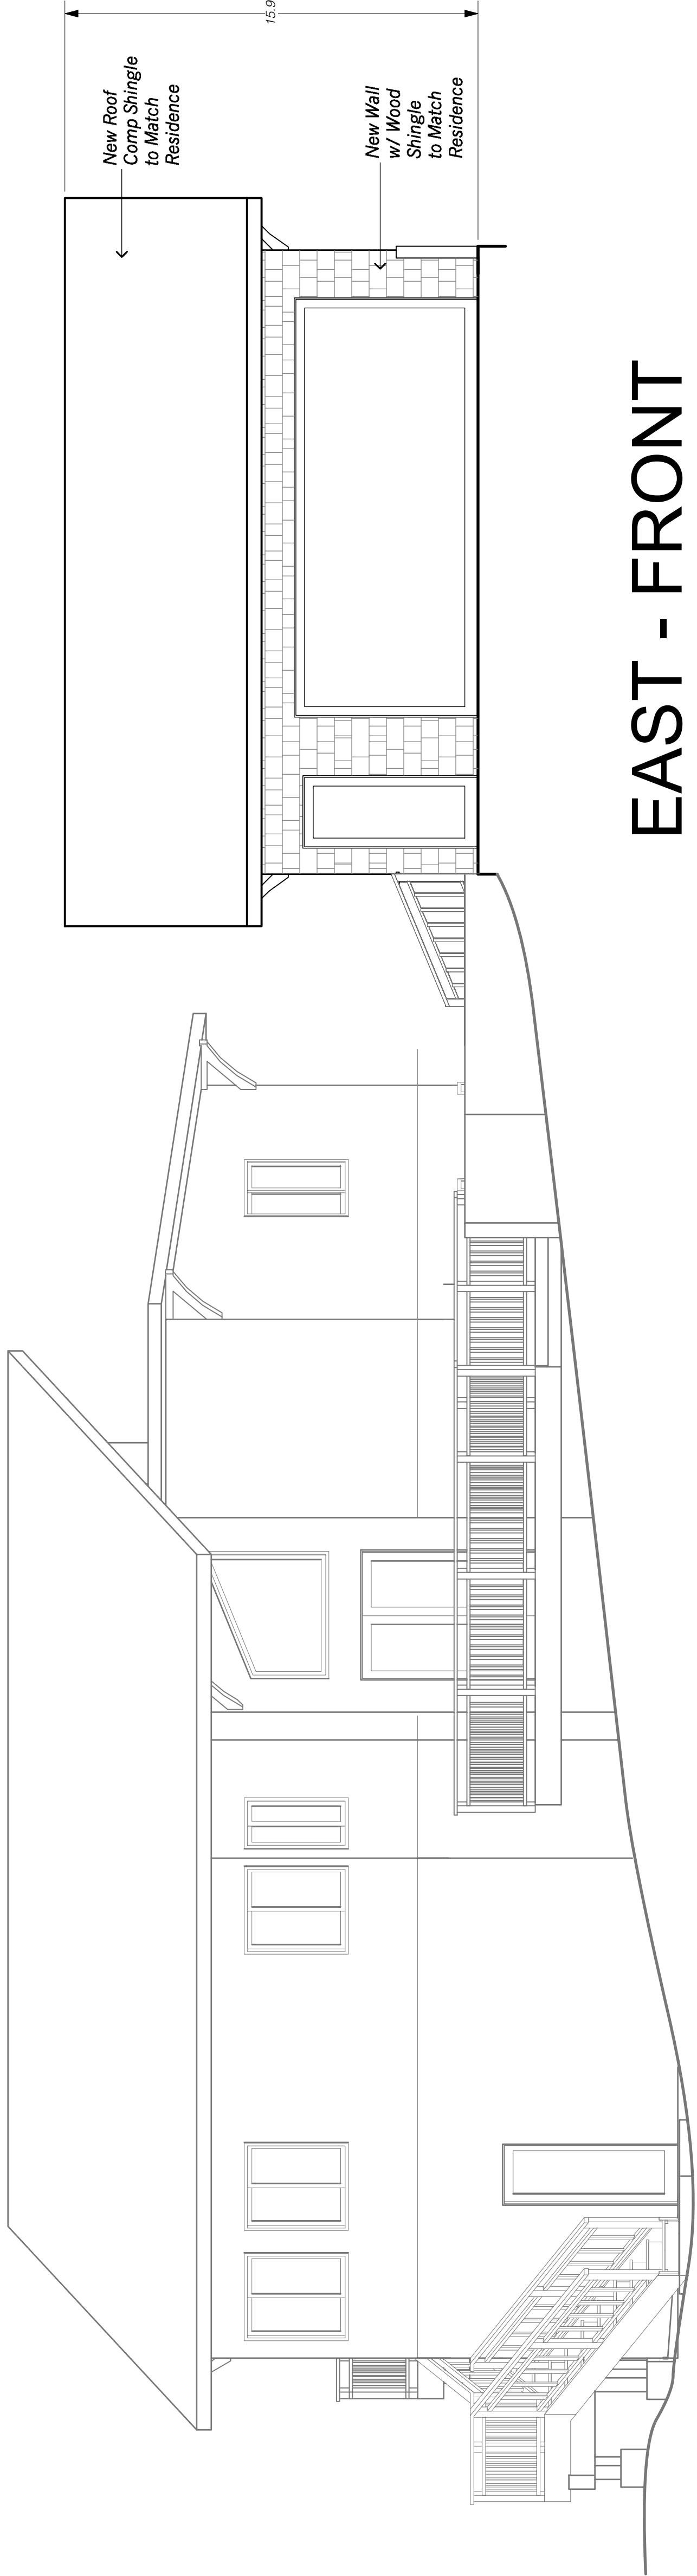 15.9
New Roof
Comp Shingle
to Match
Residence
New Wall
w/ Wood
Shingle
to Match
Residence
EAST - FRONT